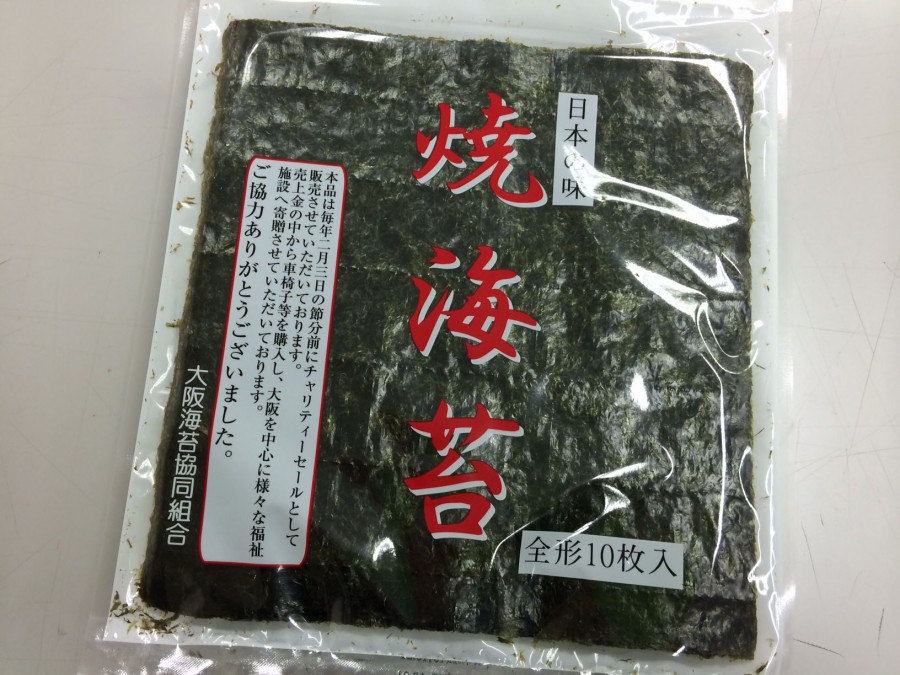 日本の味
焼海苔
本品は毎年二月三日の節分前にチャリティーセールとして
販売させていただいております。
売上金の中から車椅子等を購入し、大阪を中心に様々な福祉
施設へ寄贈させていただいております。
ご協力ありがとうございました。
大阪海苔協同組合
全形10枚入